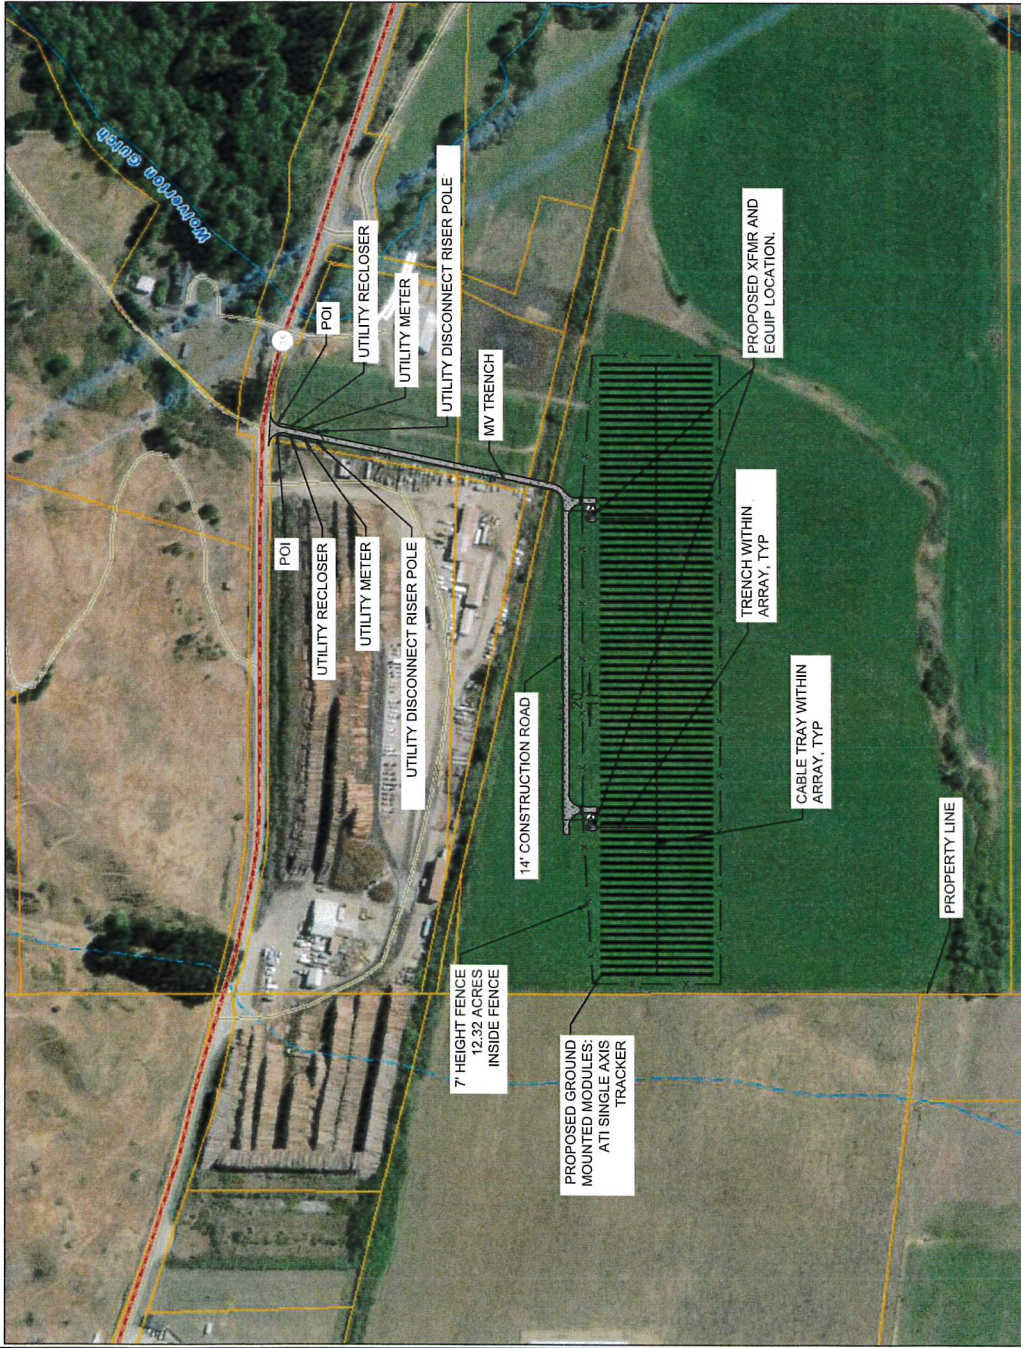 Wolverton Gulch
POI
UTILITY RECLOSER
UTILITY METER
UTILITY DISCONNECT RISER POLE
MV TRENCH
POI
UTILITY RECLOSER
UTILITY METER
UTILITY DISCONNECT RISER POLE
14' CONSTRUCTION ROAD
20'
7' HEIGHT FENCE
12.32 ACRES
INSIDE FENCE
PROPOSED GROUND
MOUNTED MODULES:
ATI SINGLE AXIS
TRACKER
PROPOSED XFMR AND
EQUIP LOCATION.
TRENCH WITHIN
ARRAY, TYP
CABLE TRAY WITHIN
ARRAY, TYP
PROPERTY LINE